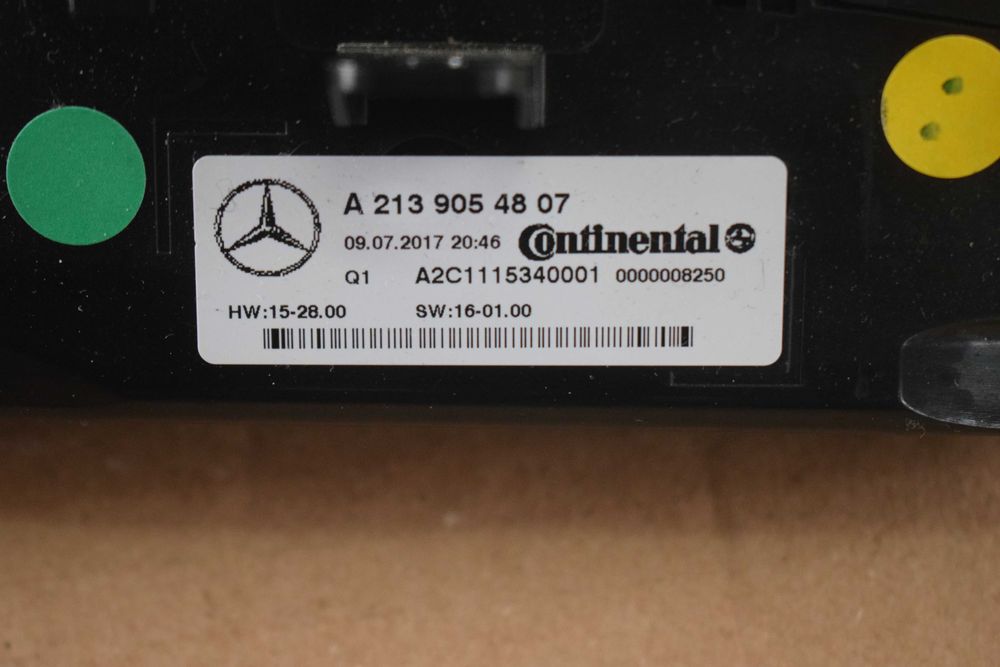 A 213 905 48 07
09.07.2017 20:46 Continental
Q1 A2C1115340001 0000008250
HW:15-28.00 SW:16-01.00